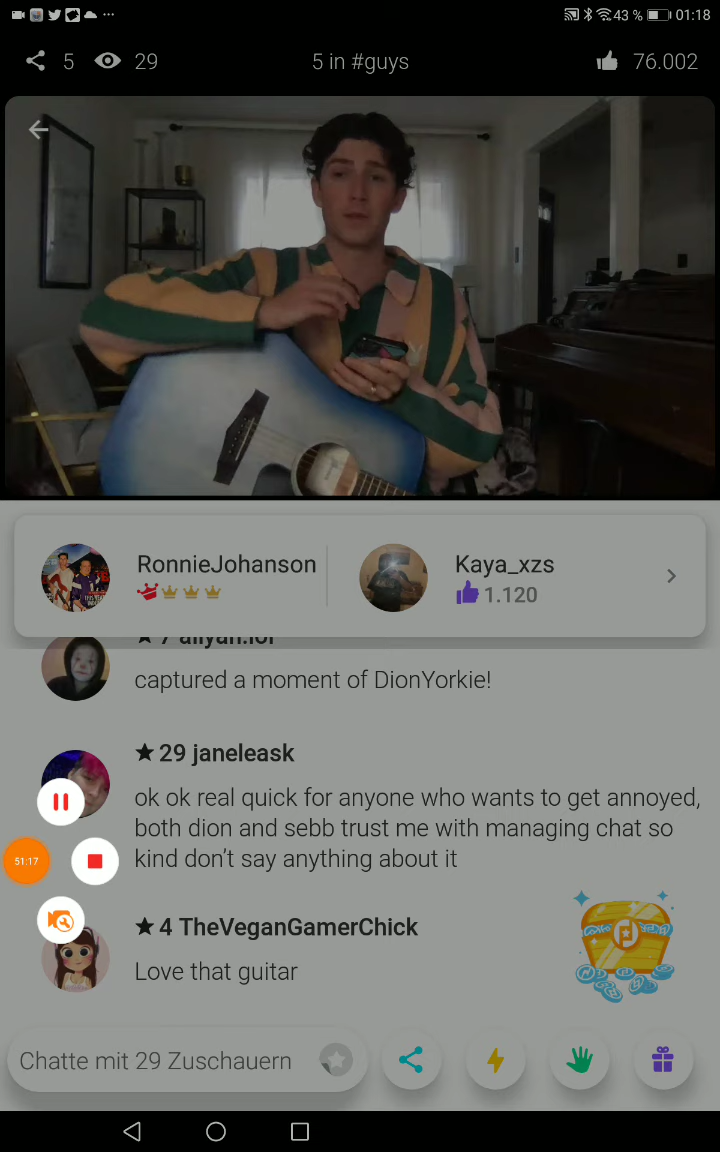 43 % 01:18
5 29 5 in #guys 76.002
RonnieJohanson Kaya_xzs
1.120
7 aliyah.lol
captured a moment of DionYorkie!
29 janeleask
ok ok real quick for anyone who wants to get annoyed,
both dion and sebb trust me with managing chat so
kind don't say anything about it
51:17
4 TheVeganGamerChick
Love that guitar
Chatte mit 29 Zuschauern